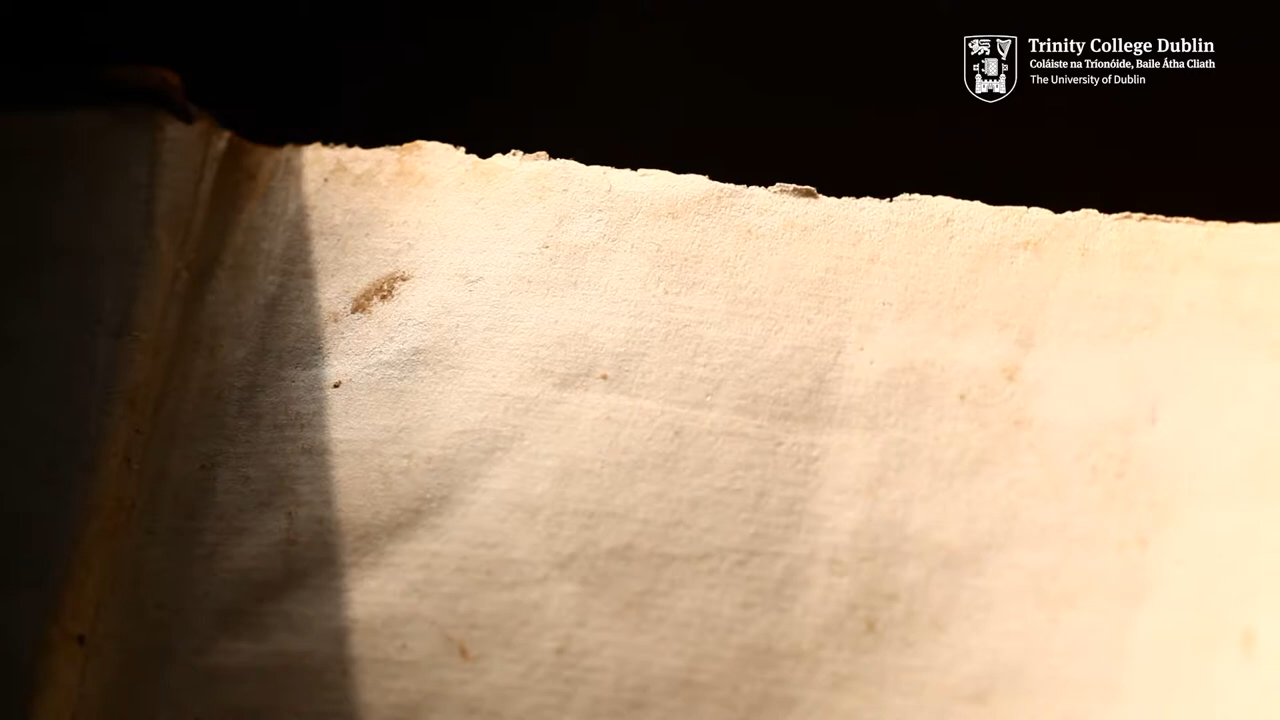 Trinity College Dublin
Coláiste na Tríonóide, Baile Átha Cliath
The University of Dublin